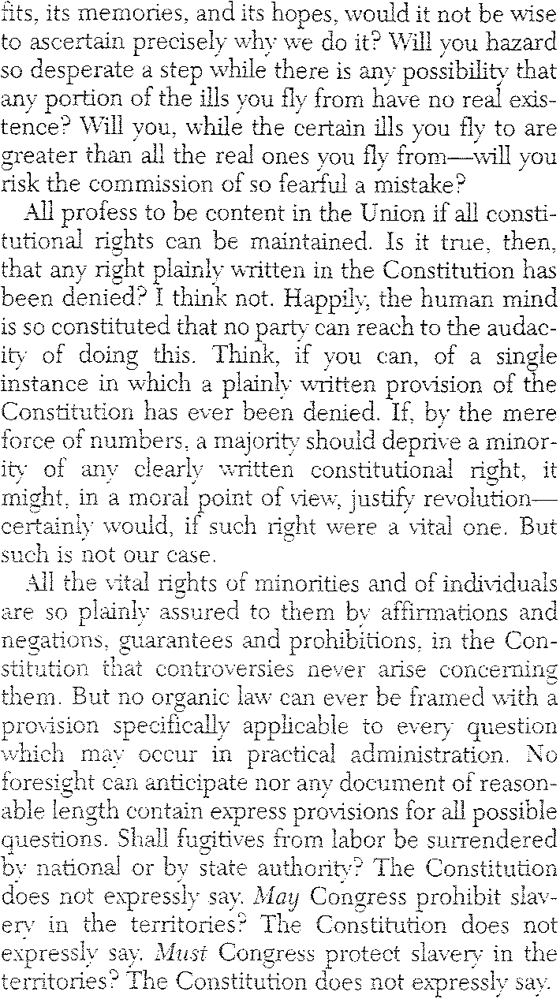 fits, its memories, and its hopes, would it not be wise
to ascertain precisely why we do it? Will you hazard
so desperate a step while there is any possibility that
any portion of the ills you fly from have no real exis-
tence? Will you, while the certain ills you fly to are
greater than all the real ones you fly from—will you
risk the commission of so fearful a mistake?
All profess to be content in the Union if all consti-
tutional rights can be maintained. Is it true, then,
that any right plainly written in the Constitution has
been denied? I think not. Happily, the human mind
is so constituted that no party can reach to the audac-
ity of doing this. Think, if you can, of a single
instance in which a plainly written provision of the
Constitution has ever been denied. If, by the mere
force of numbers, a majority should deprive a minor-
ity of any clearly written constitutional right, it
might, in a moral point of view, justify revolution—
certainly would, if such right were a vital one. But
such is not our case.
All the vital rights of minorities and of individuals
are so plainly assured to them by affirmations and
negations, guarantees and prohibitions, in the Con-
stitution that controversies never arise concerning
them. But no organic law can ever be framed with a
provision specifically applicable to every question
which may occur in practical administration. No
foresight can anticipate nor any document of reason-
able length contain express provisions for all possible
questions. Shall fugitives from labor be surrendered
by national or by state authority? The Constitution
does not expressly say. May Congress prohibit slav-
ery in the territories? The Constitution does not
expressly say. Must Congress protect slavery in the
territories? The Constitution does not expressly say.